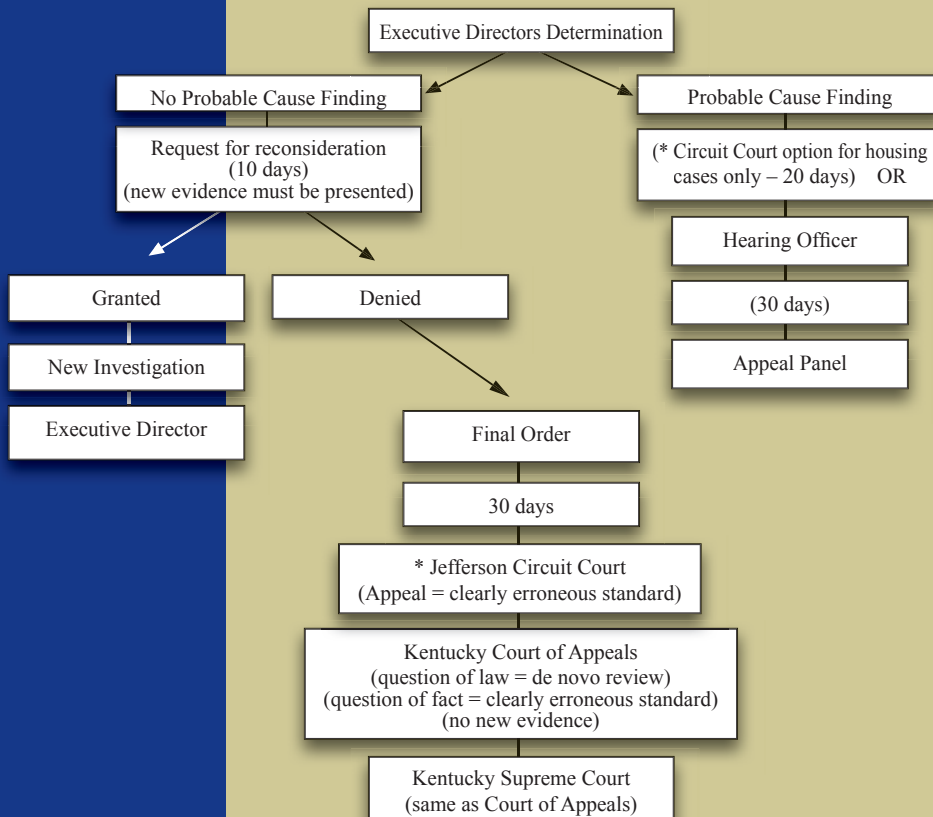 Executive Directors Determination
No Probable Cause Finding
Probable Cause Finding
Request for reconsideration
(10 days)
(new evidence must be presented)
(* Circuit Court option for housing
cases only – 20 days) OR
Hearing Officer
(30 days)
Appeal Panel
Granted
Denied
New Investigation
Executive Director
Final Order
30 days
* Jefferson Circuit Court
(Appeal = clearly erroneous standard)
Kentucky Court of Appeals
(question of law = de novo review)
(question of fact = clearly erroneous standard)
(no new evidence)
Kentucky Supreme Court
(same as Court of Appeals)